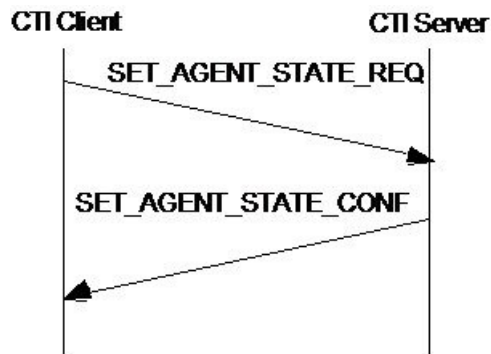 CTI Client
CTI Server
SET_AGENT_STATE_REQ
SET_AGENT_STATE_CONF